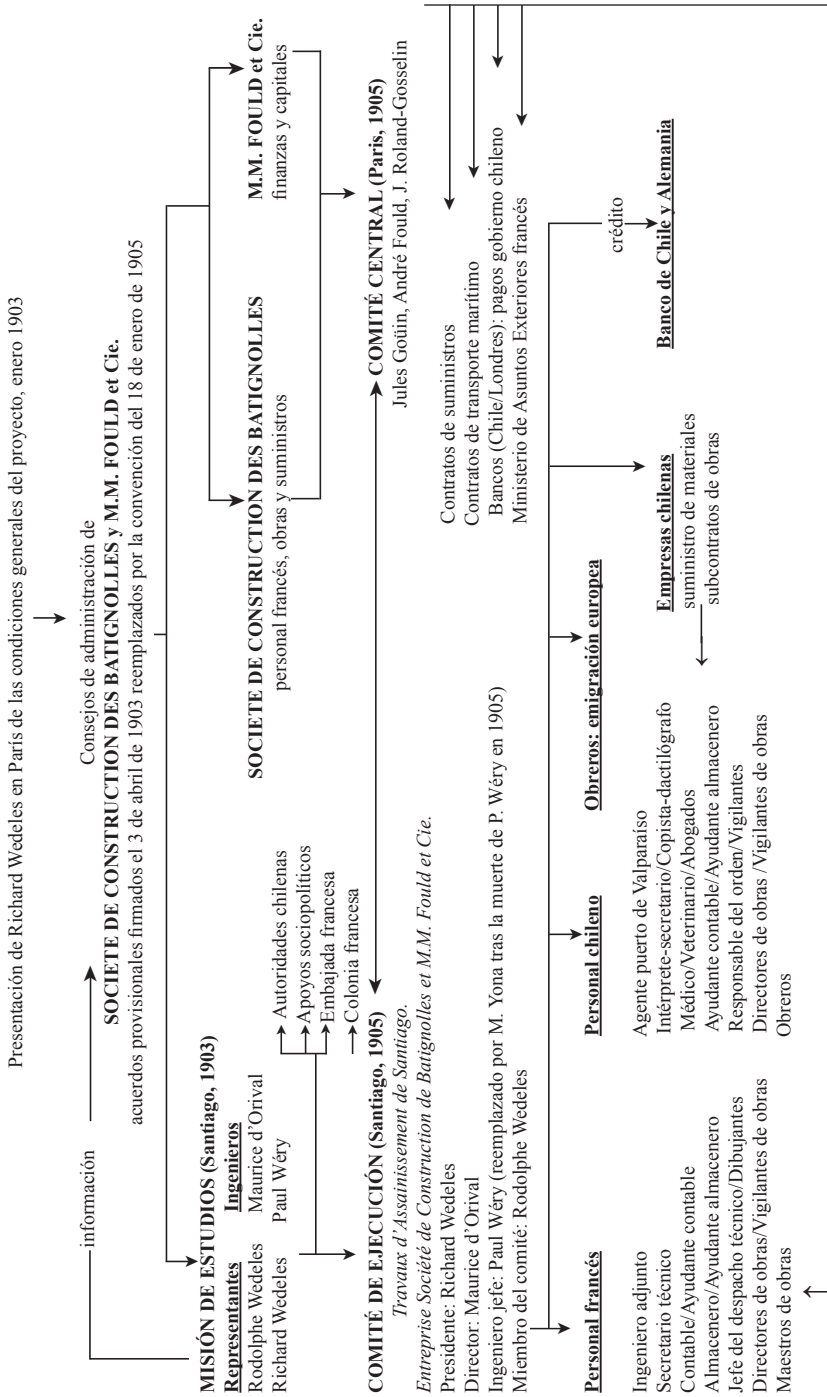 Presentación de Richard Wedeles en París de las condiciones generales del proyecto, enero 1903
información
Consejos de administración de
SOCIETE DE CONSTRUCTION DES BATIGNOLLES y M.M. FOULD et Cie.
acuerdos provisionales firmados el 3 de abril de 1903 reemplazados por la convención del 18 de enero de 1905
MISIÓN DE ESTUDIOS (Santiago, 1903)
Representantes
Rodolphe Wedeles
Richard Wedeles
Ingenieros
Maurice d'Orival
Paul Wéry
SOCIETE DE CONSTRUCTION DES BATIGNOLLES
personal francés, obras y suministros
M.M. FOULD et Cie.
finanzas y capitales
Autoridades chilenas
Apoyos sociopolíticos
Embajada francesa
Colonia francesa
COMITÉ DE EJECUCIÓN (Santiago, 1905)
Travaux d'Assainissement de Santiago.
Entreprise Société de Construction de Batignolles et M.M. Fould et Cie.
Presidente: Richard Wedeles
Director: Maurice d'Orival
Ingeniero jefe: Paul Wéry (reemplazado por M. Yona tras la muerte de P. Wéry en 1905)
Miembro del comité: Rodolphe Wedeles
COMITÉ CENTRAL (Paris, 1905)
Jules Goüin, André Fould, J. Roland-Gosselin
Contratos de suministros
Contratos de transporte marítimo
Bancos (Chile/Londres): pagos gobierno chileno
Ministerio de Asuntos Exteriores francés
Personal francés
Ingeniero adjunto
Secretario técnico
Contable/Ayudante contable
Almacenero/Ayudante almacenero
Jefe del despacho técnico/Dibujantes
Directores de obras/Vigilantes de obras
Maestros de obras
Personal chileno
Agente puerto de Valparaíso
Intérprete-secretario/Copista-dactilógrafo
Médico/Veterinario/Abogados
Ayudante contable/Ayudante almacenero
Responsable del orden/Vigilantes
Directores de obras /Vigilantes de obras
Obreros
Obreros: emigración europea
Empresas chilenas
suministro de materiales
subcontratos de obras
crédito
Banco de Chile y Alemania